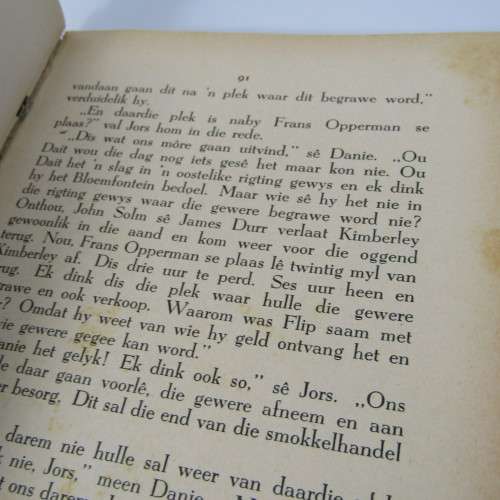 91
vandaan gaan dit na 'n plek waar dit begrawe word,"
verduidelik hy.
„En daardie plek is naby Frans Opperman se
plaas?" val Jors hom in die rede.
„Dis wat ons môre gaan uitvind," sê Danie. „Ou
Dait wou die dag nog iets gesê het maar kon nie. Ou
Dait het 'n slag in 'n oostelike rigting gewys en ek dink
hy het Bloemfontein bedoel. Maar wie sê hy het nie in
die rigting gewys waar die gewere begrawe word nie?
Onthou, John Solm sê James Durr verlaat Kimberley
gewoonlik in die aand en kom weer voor die oggend
terug. Nou, Frans Opperman se plaas lê twintig myl van
Kimberley af. Dis drie uur te perd. Ses uur heen en
rug. Ek dink dis die plek waar hulle die gewere
grawe en ook verkoop. Waarom was Flip saam met
? Omdat hy weet van wie hy geld ontvang het en
wie gewere gegee kan word."
anie het gelyk! Ek dink ook so," sê Jors. „Ons
le daar gaan voorlê, die gewere afneem en aan
er besorg. Dit sal die end van die smokkelhandel
darem nie hulle sal weer van daardie
k nie, Jors," meen Danie.
t ons darem